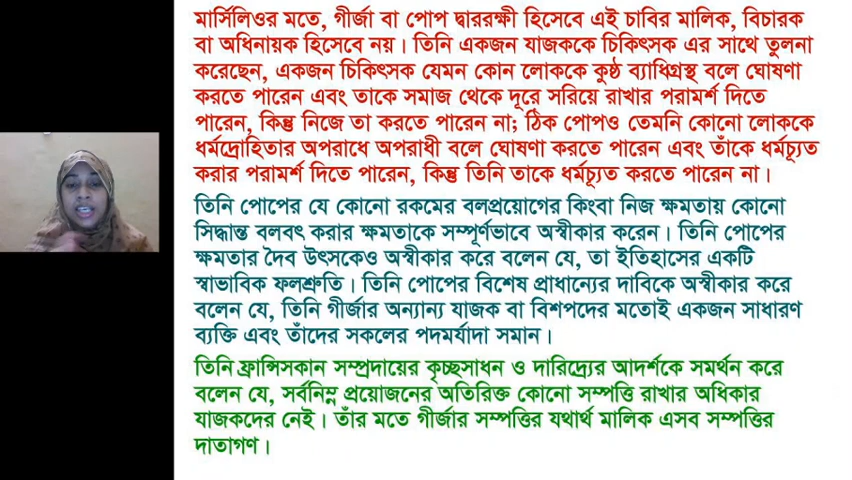 মার্সিলিওর মতে, গীর্জা বা পোপ দ্বাররক্ষী হিসেবে এই চাবির মালিক, বিচারক
বা অধিনায়ক হিসেবে নয়। তিনি একজন যাজককে চিকিৎসক এর সাথে তুলনা
করেছেন, একজন চিকিৎসক যেমন কোন লোককে কুষ্ঠ ব্যাধিগ্রস্থ বলে ঘোষণা
করতে পারেন এবং তাকে সমাজ থেকে দূরে সরিয়ে রাখার পরামর্শ দিতে
পারেন, কিন্তু নিজে তা করতে পারেন না; ঠিক পোপও তেমনি কোনো লোককে
ধর্মদ্রোহিতার অপরাধে অপরাধী বলে ঘোষণা করতে পারেন এবং তাঁকে ধর্মচ্যূত
করার পরামর্শ দিতে পারেন, কিন্তু তিনি তাকে ধর্মচ্যূত করতে পারেন না।
তিনি পোপের যে কোনো রকমের বলপ্রয়োগের কিংবা নিজ ক্ষমতায় কোনো
সিদ্ধান্ত বলবৎ করার ক্ষমতাকে সম্পূর্ণভাবে অস্বীকার করেন। তিনি পোপের
ক্ষমতার দৈব উৎসকেও অস্বীকার করে বলেন যে, তা ইতিহাসের একটি
স্বাভাবিক ফলশ্রুতি। তিনি পোপের বিশেষ প্রাধান্যের দাবিকে অস্বীকার করে
বলেন যে, তিনি গীর্জার অন্যান্য যাজক বা বিশপদের মতোই একজন সাধারণ
ব্যক্তি এবং তাঁদের সকলের পদমর্যাদা সমান।
তিনি ফ্রান্সিসকান সম্প্রদায়ের কৃচ্ছসাধন ও দারিদ্র্যের আদর্শকে সমর্থন করে
বলেন যে, সর্বনিম্ন প্রয়োজনের অতিরিক্ত কোনো সম্পত্তি রাখার অধিকার
যাজকদের নেই। তাঁর মতে গীর্জার সম্পত্তির যথার্থ মালিক এসব সম্পত্তির
দাতাগণ।